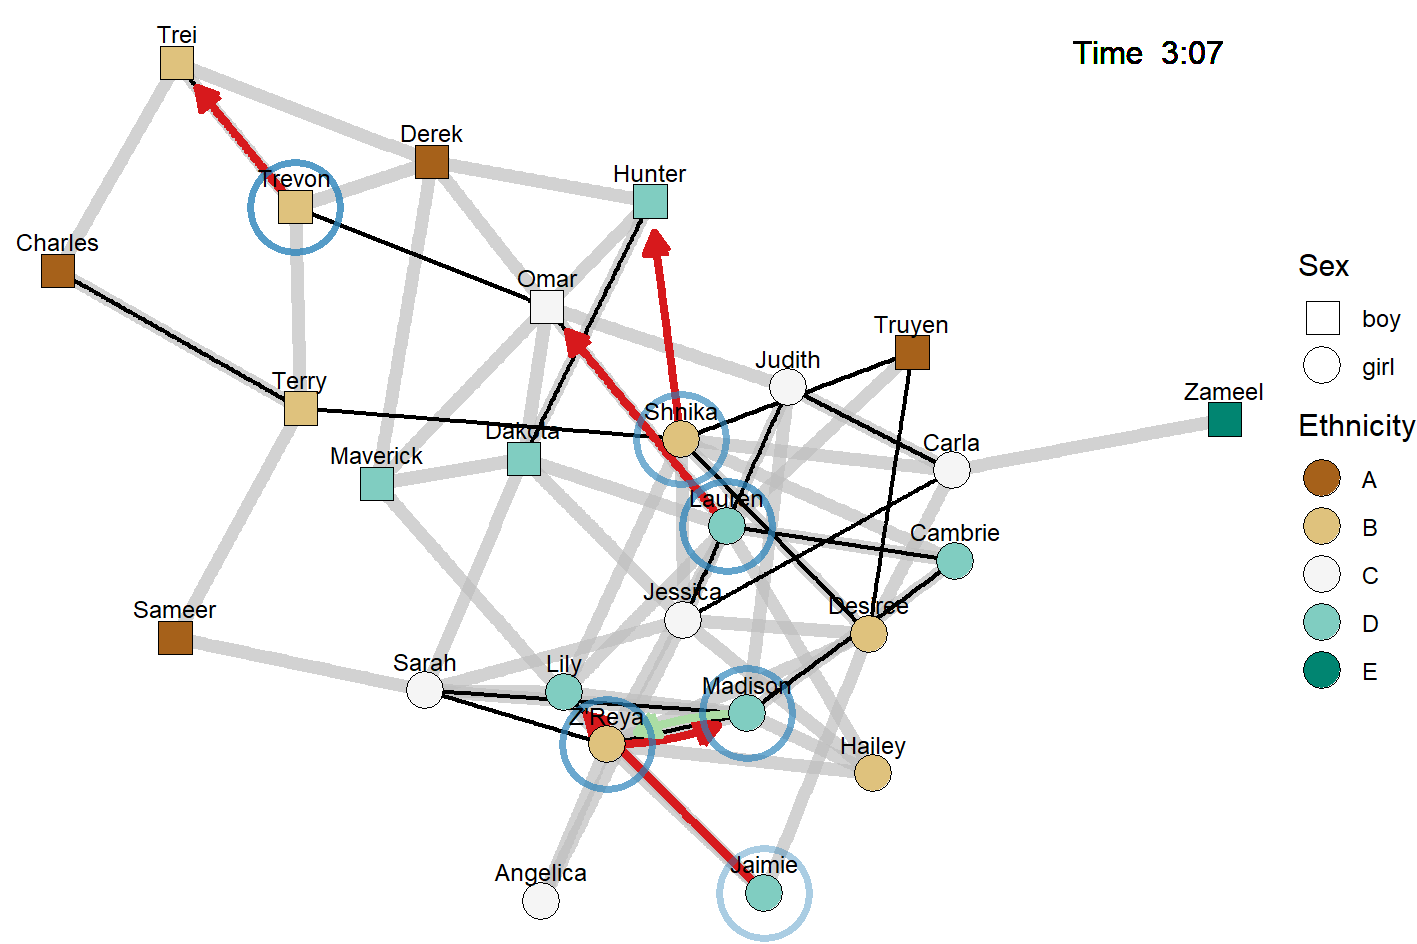 Trei
Time 3:07
Derek
Hunter
Trevon
Charles
Sex
Omar
boy
Truyen
Judith
girl
Terry
Zameel
Shnika
Ethnicity
Dakota
Carla
Maverick
A
Lauren
B
Cambrie
C
Jessica
Desiree
Sameer
D
Sarah
Lily
E
Madison
Z'Reya
Hailey
Jaimie
Angelica